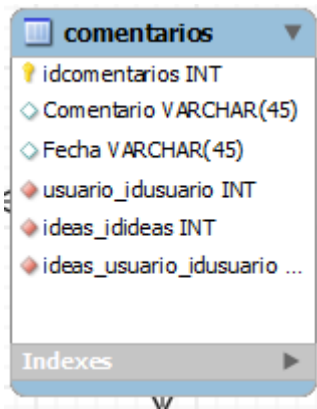 comentarios
idcomentarios INT
Comentario VARCHAR(45)
Fecha VARCHAR(45)
usuario_idusuario INT
ideas_idideas INT
ideas_usuario_idusuario ...
Indexes